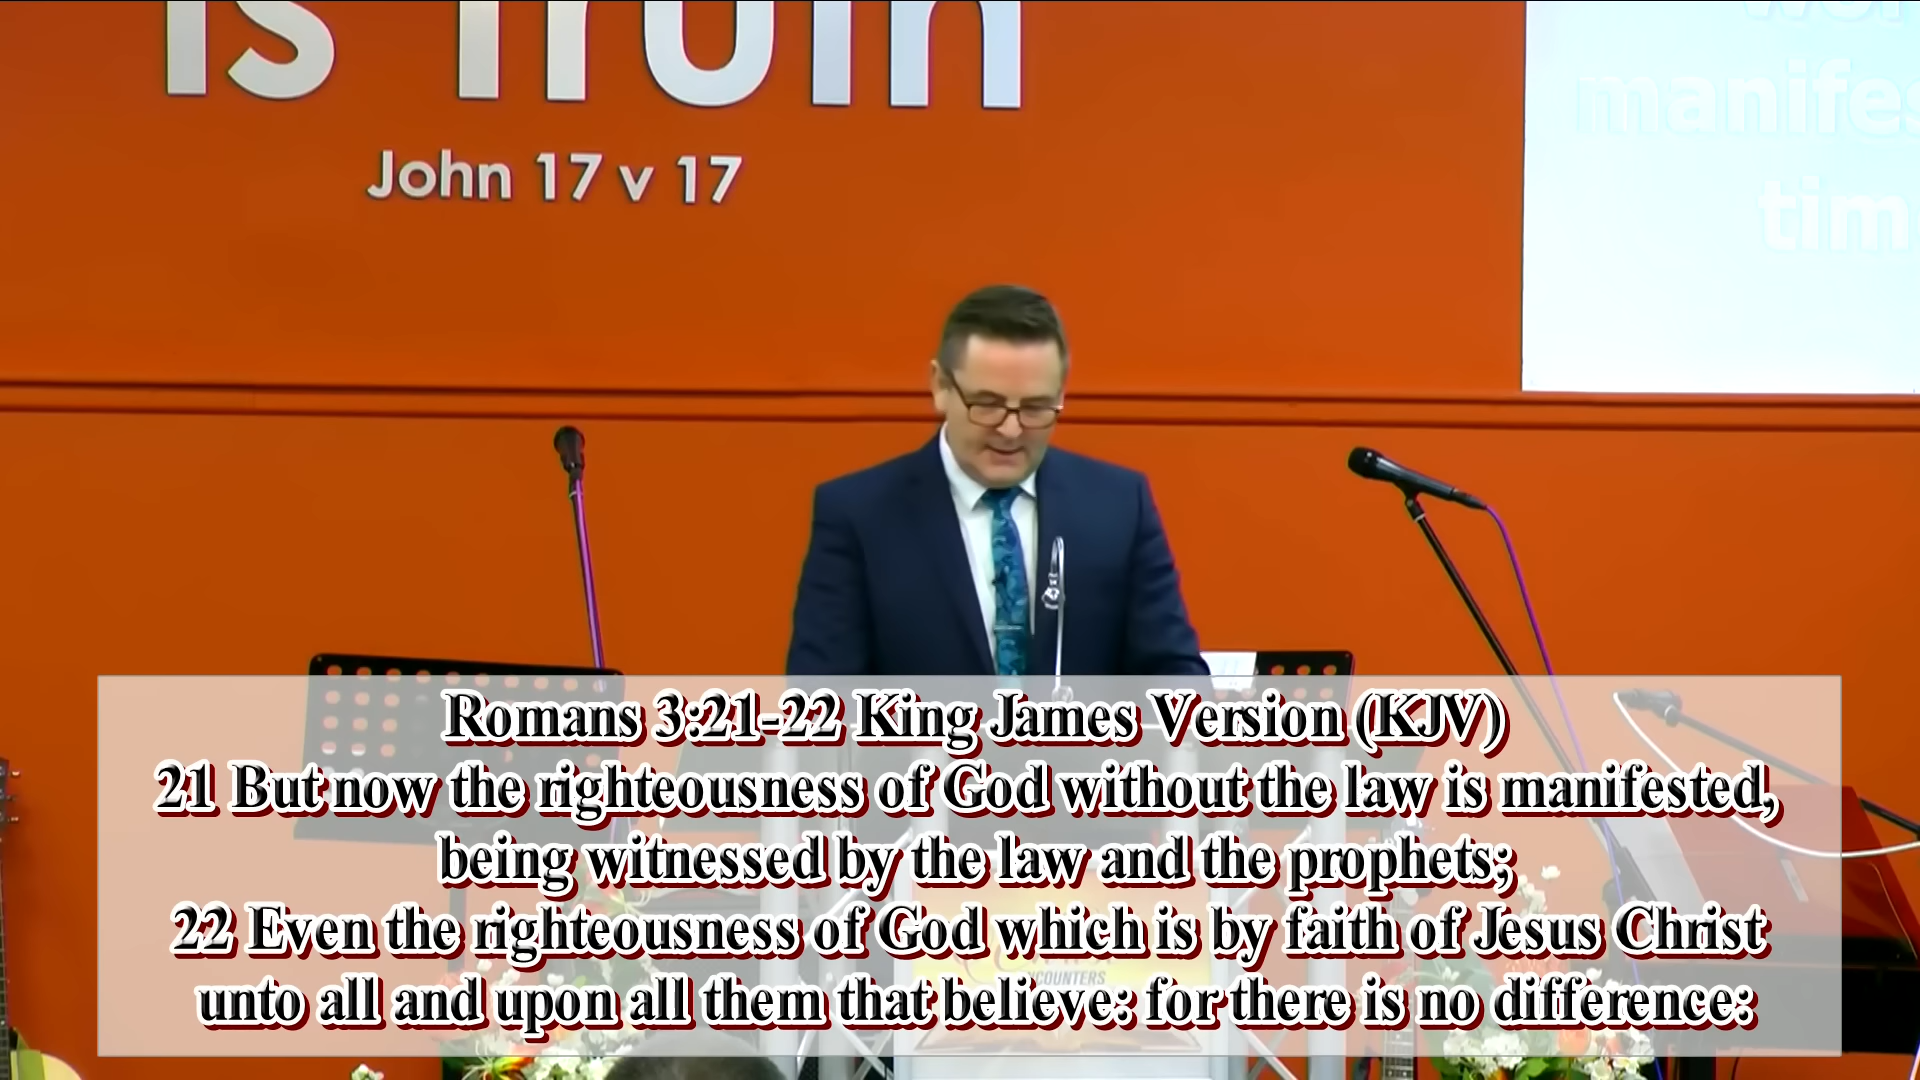 is Truth
John 17 v 17
manifes
tim
Romans 3:21-22 King James Version (KJV)
21 But now the righteousness of God without the law is manifested,
being witnessed by the law and the prophets;
22 Even the righteousness of God which is by faith of Jesus Christ
unto all and upon all them that believe: for there is no difference:
NCOUNTERS